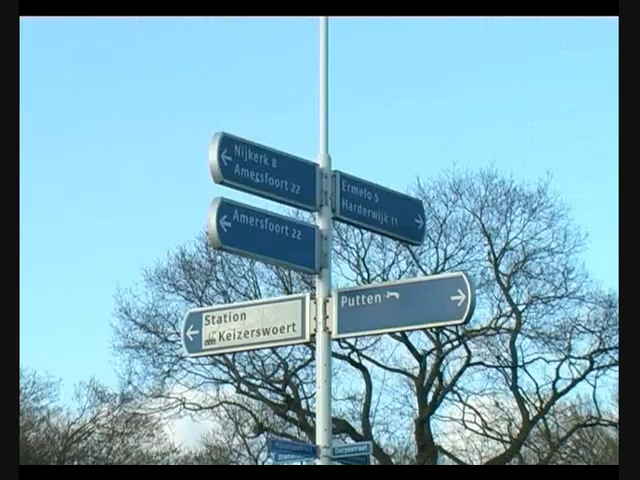 Nijkerk 8
Amersfoort 22
Ermelo 5
Harderwijk 11
Amersfoort 22
Putten
Station
Keizerswoert